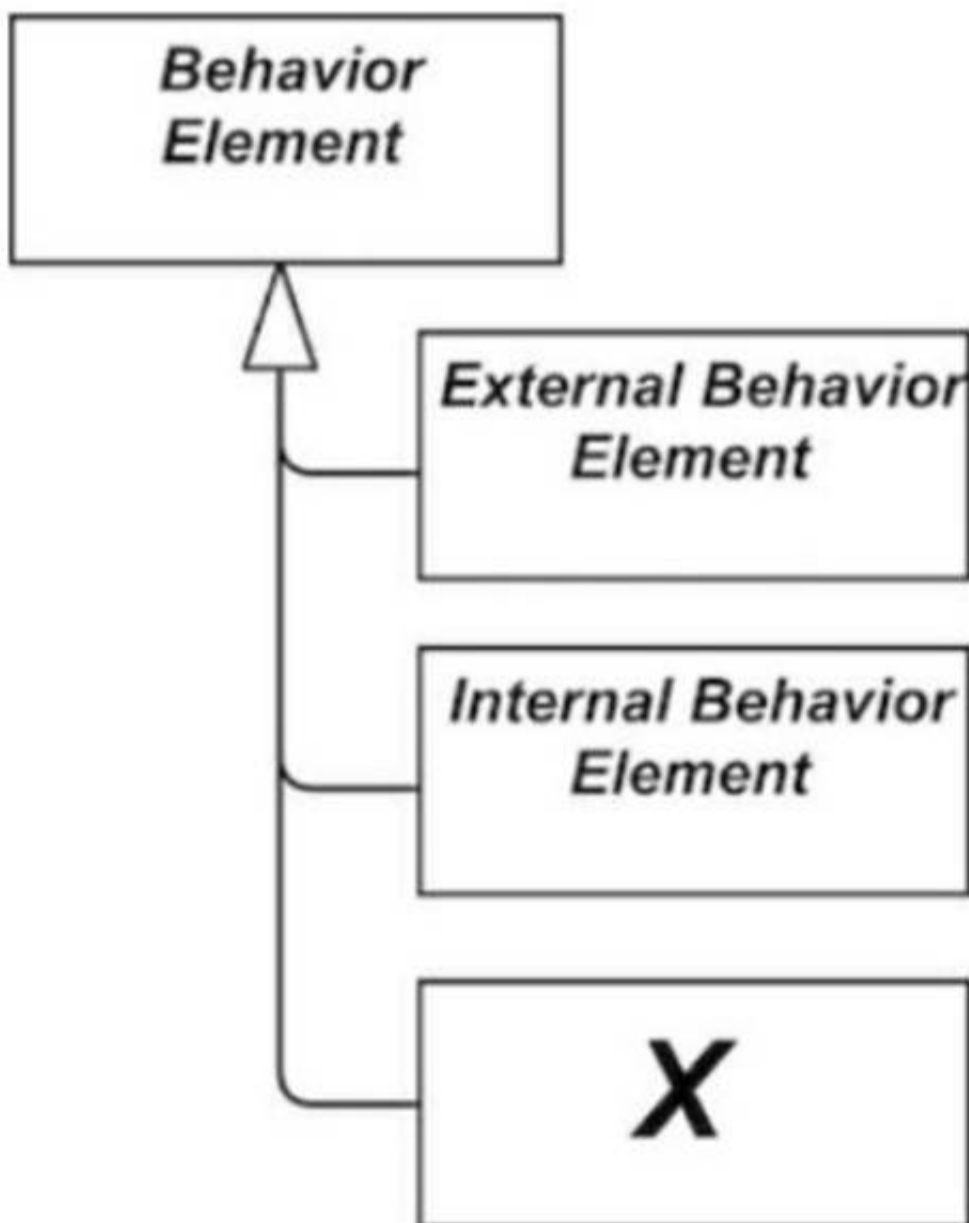 Behavior
Element
External Behavior
Element
Internal Behavior
Element
X